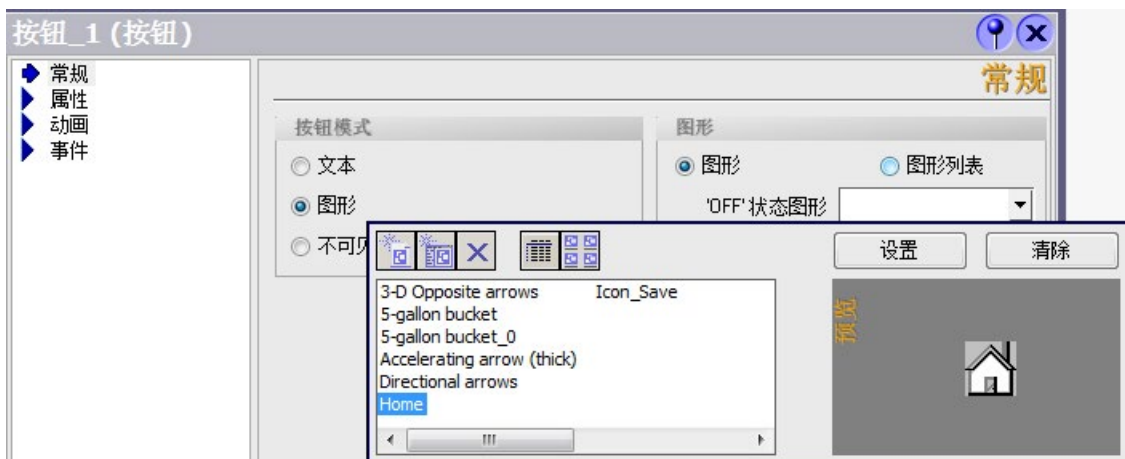 按钮_1 (按钮)
常规
属性
动画
事件
常规
按钮模式
文本
图形
不可见
图形
图形 图形列表
'OFF'状态图形
设置 清除
3-D Opposite arrows Icon_Save
5-gallon bucket
5-gallon bucket_0
Accelerating arrow (thick)
Directional arrows
Home
预览